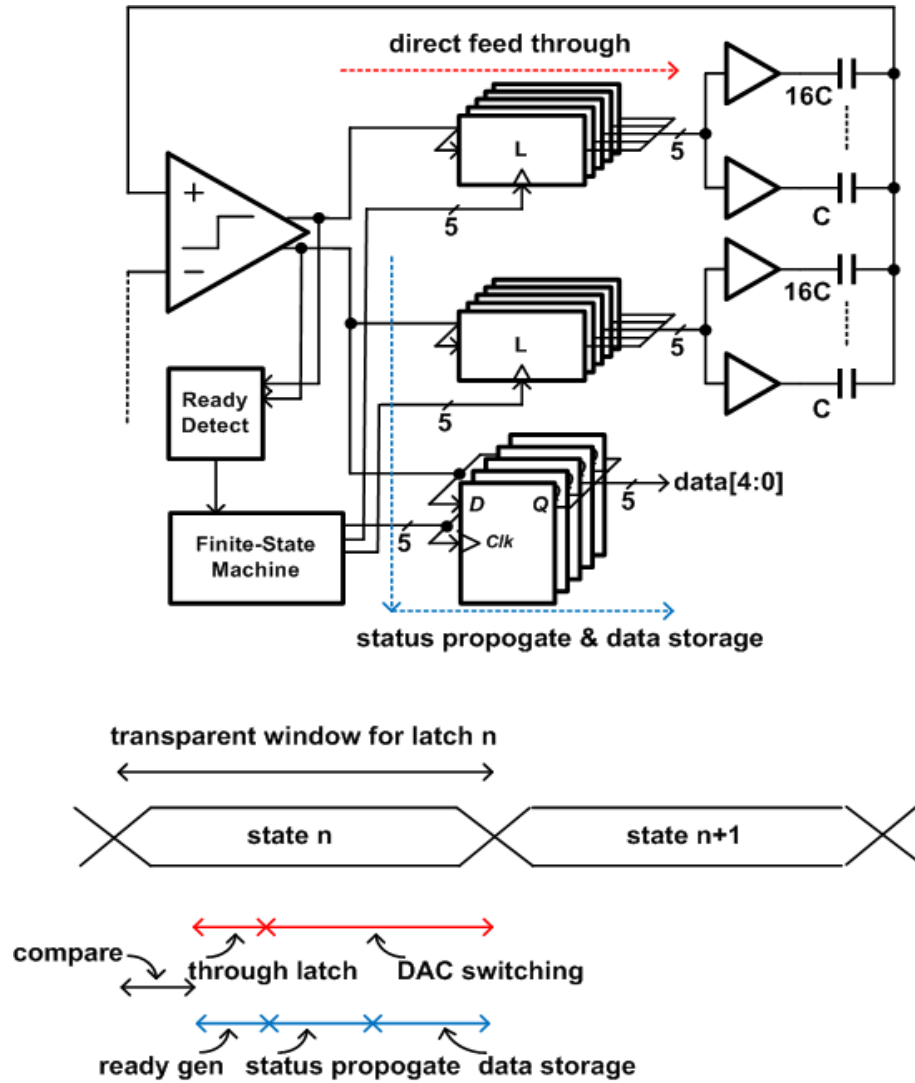 direct feed through
16C
L
5
5
C
+
16C
−
L
5
5
C
Ready
Detect
D
Q
5
data[4:0]
Finite-State
Machine
5
Clk
status propogate & data storage
transparent window for latch n
state n
state n+1
compare
through latch
DAC switching
ready gen
status propogate
data storage